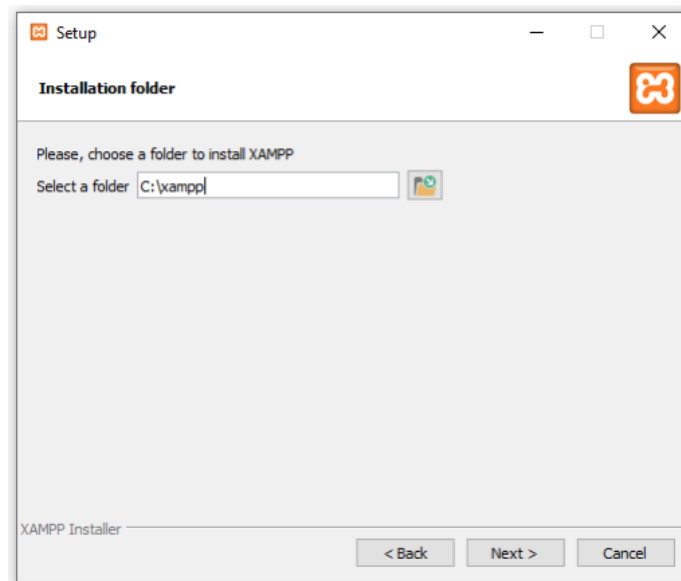 Setup
Installation folder
Please, choose a folder to install XAMPP
Select a folder C:\xampp
XAMPP Installer
< Back Next > Cancel